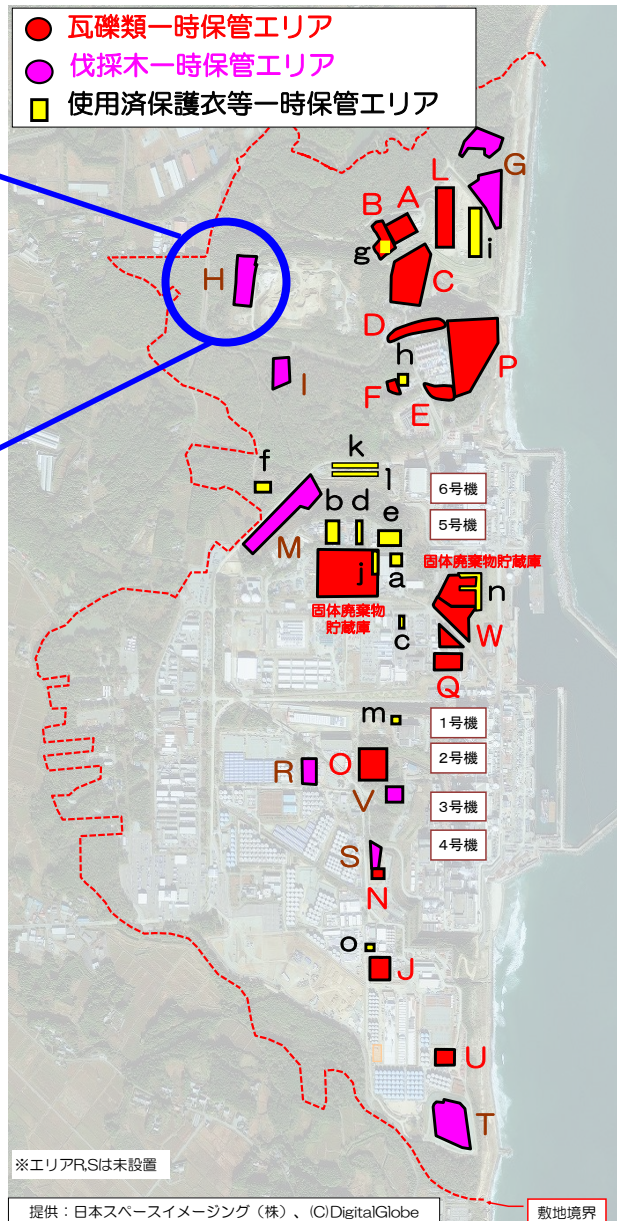 瓦礫類一時保管エリア
伐採木一時保管エリア
使用済保護衣等一時保管エリア
G
L
A
B
g
i
H
C
D
h
P
I
F
E
k
f
l
6号機
b
d
e
5号機
M
j
a
固体廃棄物貯蔵庫
n
固体廃棄物
貯蔵庫
c
W
Q
m
1号機
R
O
2号機
V
3号機
S
4号機
N
o
J
U
T
※エリアR,Sは未設置
提供：日本スペースイメージング（株）、(C)DigitalGlobe
敷地境界